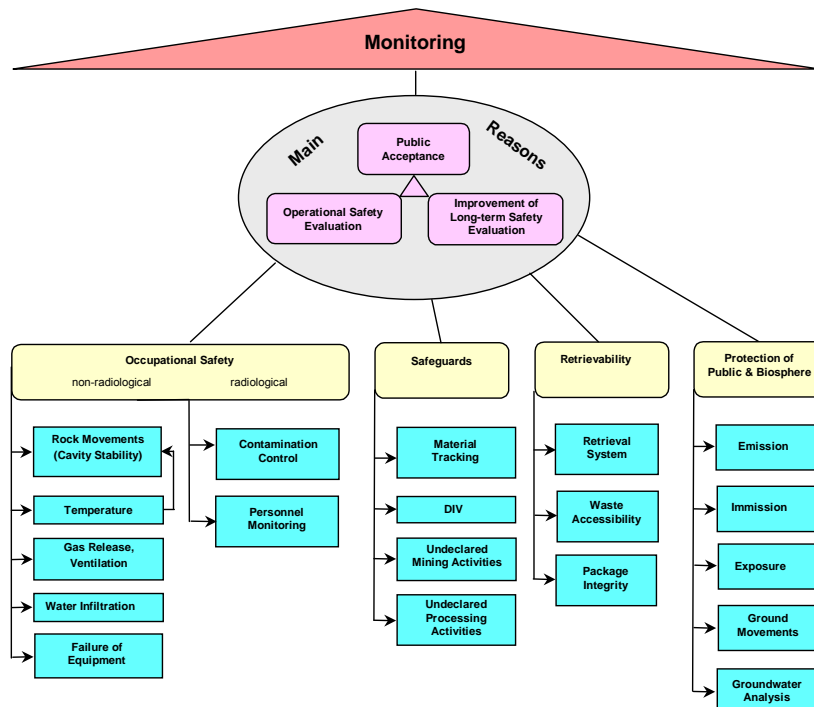 Monitoring
Main
Reasons
Public
Acceptance
Operational Safety
Evaluation
Improvement of
Long-term Safety
Evaluation
Occupational Safety
non-radiological
radiological
Rock Movements
(Cavity Stability)
Temperature
Gas Release,
Ventilation
Water Infiltration
Failure of
Equipment
Contamination
Control
Personnel
Monitoring
Safeguards
Material
Tracking
DIV
Undeclared
Mining Activities
Undeclared
Processing
Activities
Retrievability
Retrieval
System
Waste
Accessibility
Package
Integrity
Protection of
Public & Biosphere
Emission
Immission
Exposure
Ground
Movements
Groundwater
Analysis